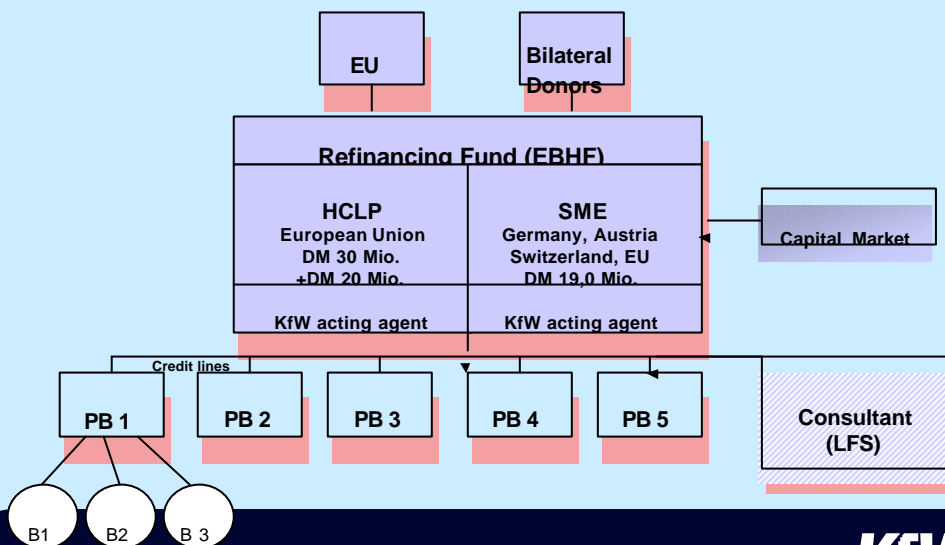 EU
Bilateral
Donors
Refinancing Fund (EBHF)
HCLP
European Union
DM 30 Mio.
+DM 20 Mio.
KfW acting agent
SME
Germany, Austria
Switzerland, EU
DM 19,0 Mio.
KfW acting agent
Capital Market
Credit lines
PB 1
PB 2
PB 3
PB 4
PB 5
Consultant
(LFS)
B1
B2
B 3
KfW